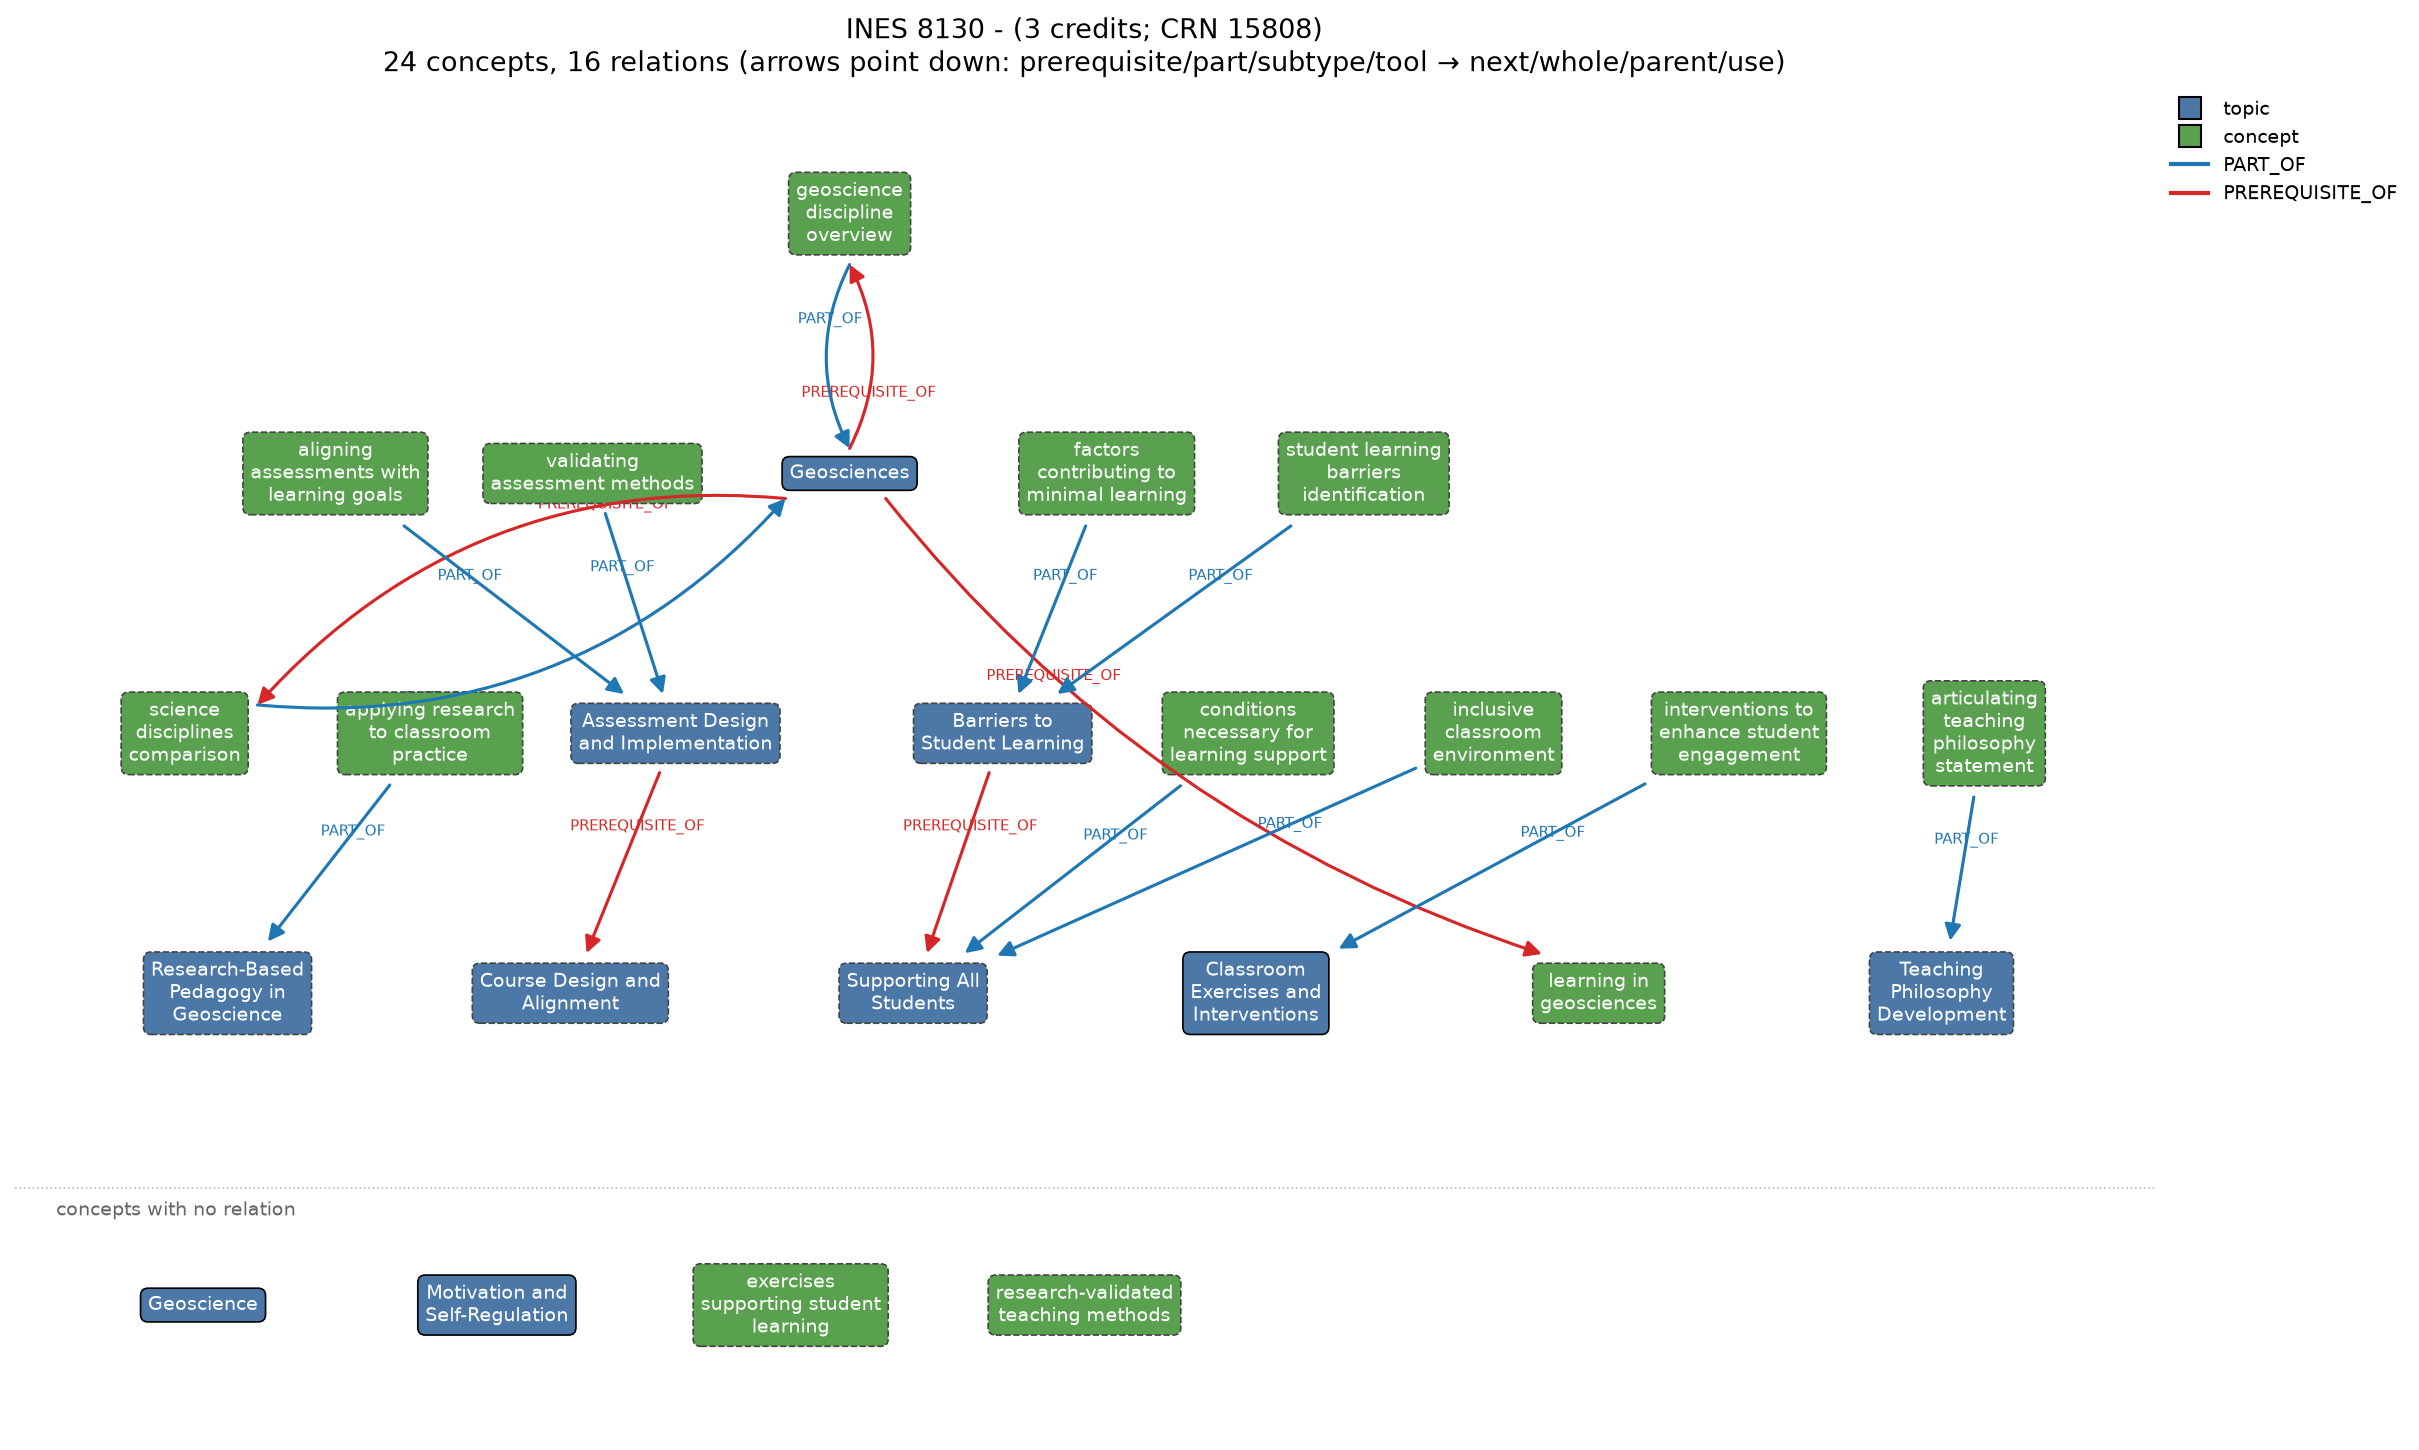 INES 8130 - (3 credits; CRN 15808)
24 concepts, 16 relations (arrows point down: prerequisite/part/subtype/tool → next/whole/parent/use)
topic
concept
PART_OF
PREREQUISITE_OF
geoscience
discipline
overview
PART_OF
PREREQUISITE_OF
aligning
assessments with
learning goals
validating
assessment methods
Geosciences
factors
contributing to
minimal learning
student learning
barriers
identification
PREREQUISITE_OF
PART_OF
PART_OF
PART_OF
PART_OF
PREREQUISITE_OF
science
disciplines
comparison
applying research
to classroom
practice
Assessment Design
and Implementation
Barriers to
Student Learning
conditions
necessary for
learning support
inclusive
classroom
environment
interventions to
enhance student
engagement
articulating
teaching
philosophy
statement
PART_OF
PREREQUISITE_OF
PREREQUISITE_OF
PART_OF
PART_OF
PART_OF
PART_OF
Research-Based
Pedagogy in
Geoscience
Course Design and
Alignment
Supporting All
Students
Classroom
Exercises and
Interventions
learning in
geosciences
Teaching
Philosophy
Development
concepts with no relation
Geoscience
Motivation and
Self-Regulation
exercises
supporting student
learning
research-validated
teaching methods